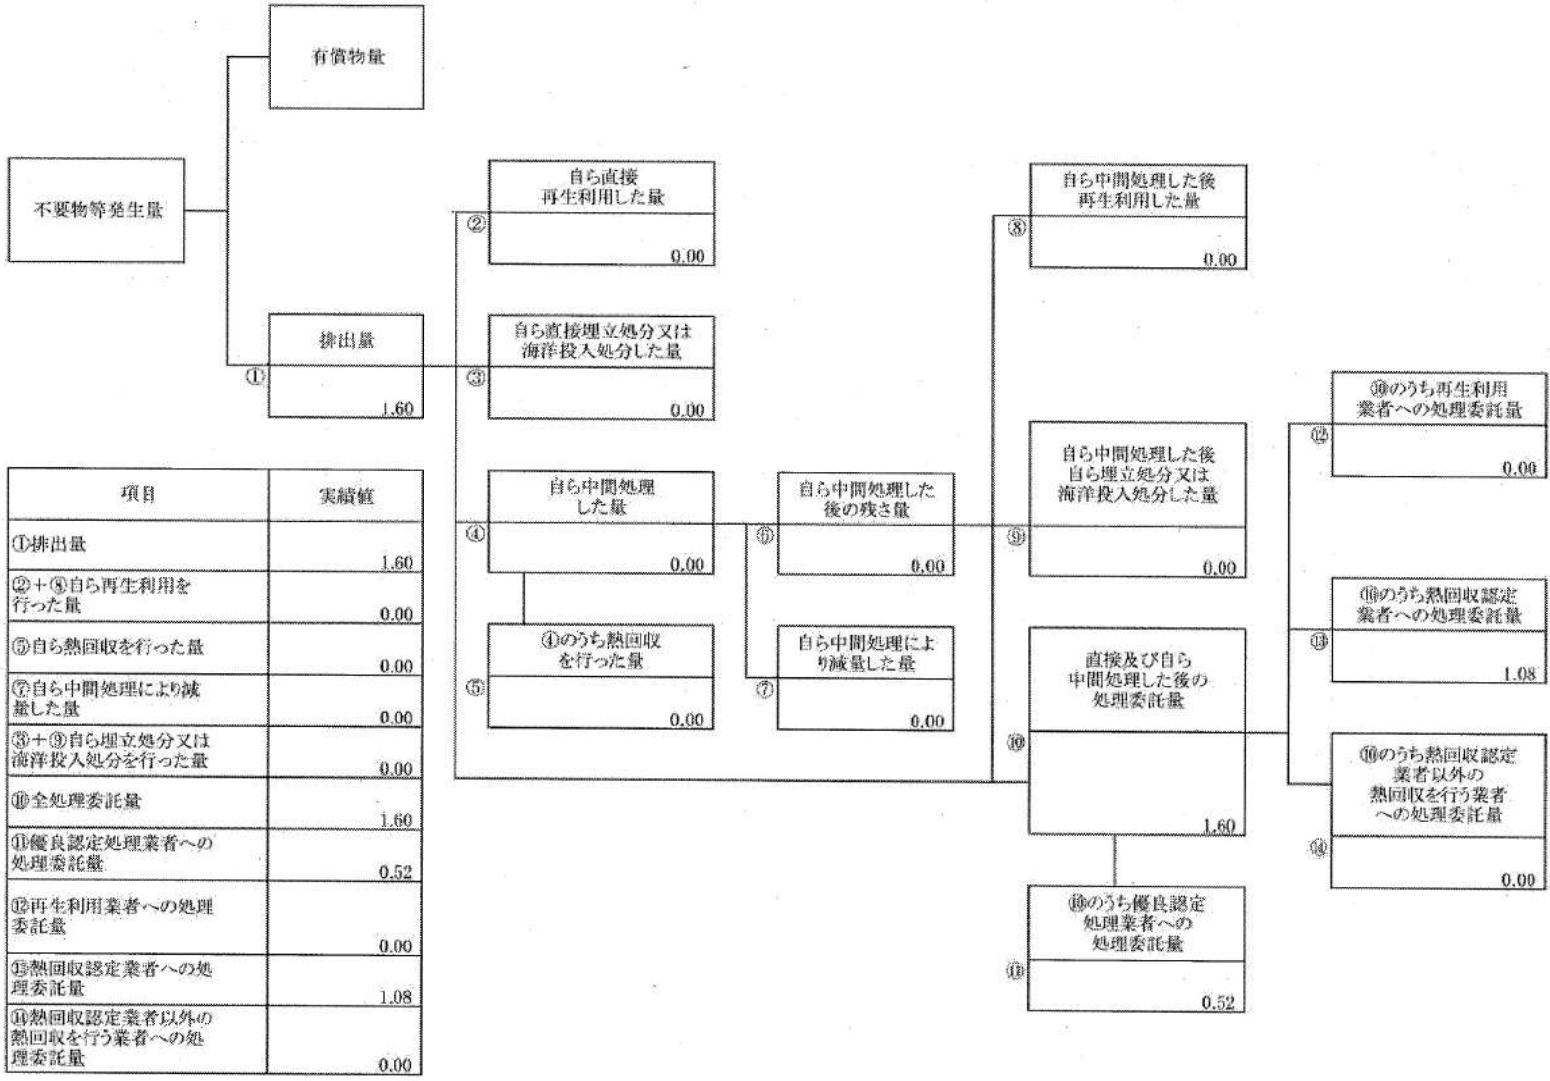 有償物量
不要物等発生量
排出量
①
1.60
自ら直接
再生利用した量
②
0.00
自ら直接埋立処分又は
海洋投入処分した量
③
0.00
自ら中間処理
した量
④
0.00
④のうち熱回収
を行った量
⑤
0.00
自ら中間処理した
後の残さ量
⑥
0.00
自ら中間処理によ
り減量した量
⑦
0.00
自ら中間処理した後
再生利用した量
⑧
0.00
自ら中間処理した後
自ら埋立処分又は
海洋投入処分した量
⑨
0.00
直接及び自ら
中間処理した後の
処理委託量
⑩
1.60
⑩のうち優良認定
処理業者への
処理委託量
⑪
0.52
⑩のうち再生利用
業者への処理委託量
⑫
0.00
⑩のうち熱回収認定
業者への処理委託量
⑬
1.08
⑩のうち熱回収認定
業者以外の
熱回収を行う業者
への処理委託量
⑭
0.00
項目 実績値
①排出量
1.60
②+⑧自ら再生利用を
行った量
0.00
⑤自ら熱回収を行った量
0.00
⑦自ら中間処理により減
量した量
0.00
③+⑨自ら埋立処分又は
海洋投入処分を行った量
0.00
⑩全処理委託量
1.60
⑪優良認定処理業者への
処理委託量
0.52
⑫再生利用業者への処理
委託量
0.00
⑬熱回収認定業者への処
理委託量
1.08
⑭熱回収認定業者以外の
熱回収を行う業者への処
理委託量
0.00